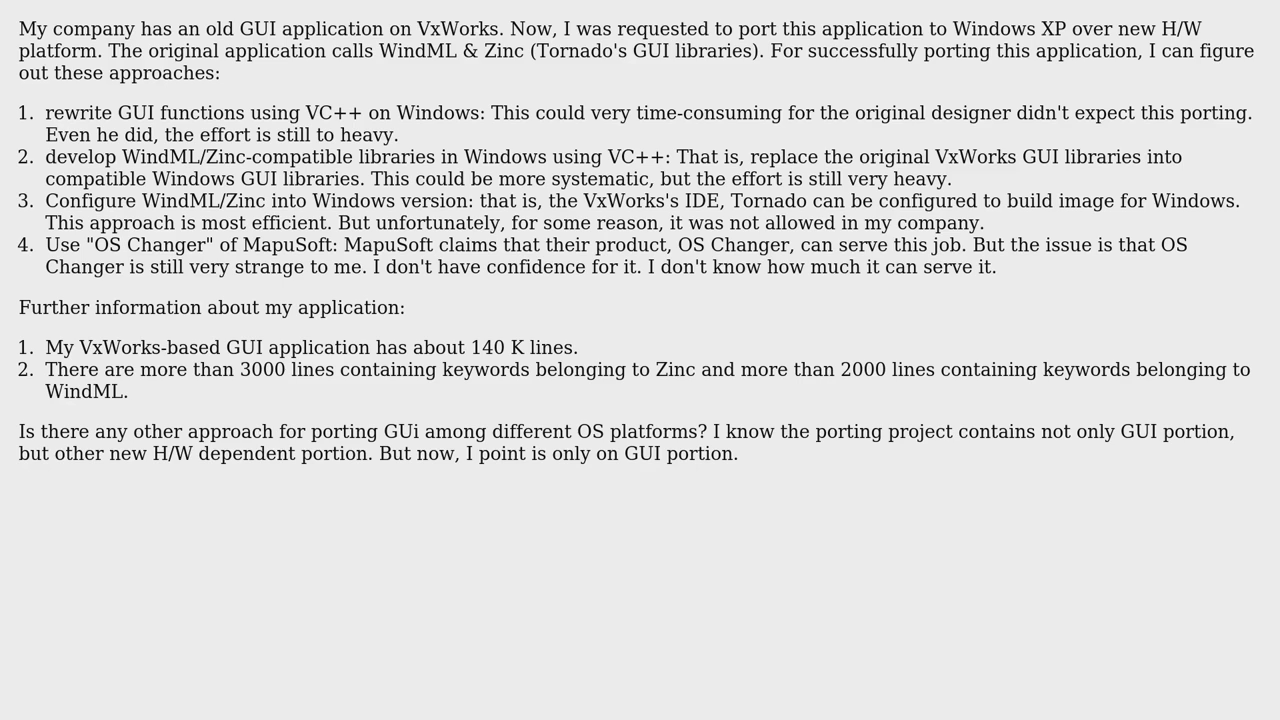 My company has an old GUI application on VxWorks. Now, I was requested to port this application to Windows XP over new H/W
platform. The original application calls WindML & Zinc (Tornado's GUI libraries). For successfully porting this application, I can figure
out these approaches:
1. rewrite GUI functions using VC++ on Windows: This could very time-consuming for the original designer didn't expect this porting.
Even he did, the effort is still to heavy.
2. develop WindML/Zinc-compatible libraries in Windows using VC++: That is, replace the original VxWorks GUI libraries into
compatible Windows GUI libraries. This could be more systematic, but the effort is still very heavy.
3. Configure WindML/Zinc into Windows version: that is, the VxWorks's IDE, Tornado can be configured to build image for Windows.
This approach is most efficient. But unfortunately, for some reason, it was not allowed in my company.
4. Use "OS Changer" of MapuSoft: MapuSoft claims that their product, OS Changer, can serve this job. But the issue is that OS
Changer is still very strange to me. I don't have confidence for it. I don't know how much it can serve it.
Further information about my application:
1. My VxWorks-based GUI application has about 140 K lines.
2. There are more than 3000 lines containing keywords belonging to Zinc and more than 2000 lines containing keywords belonging to
WindML.
Is there any other approach for porting GUi among different OS platforms? I know the porting project contains not only GUI portion,
but other new H/W dependent portion. But now, I point is only on GUI portion.